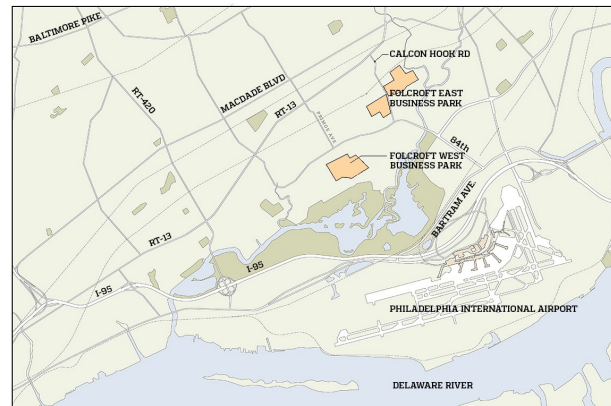 BALTIMORE PIKE
CALCON HOOK RD
MACDADE BLVD
RT-420
FOLCROFT EAST
BUSINESS PARK
RT-13
PRIMOS AVE
84th
FOLCROFT WEST
BUSINESS PARK
BARTRAM AVE.
RT-13
I-95
I-95
PHILADELPHIA INTERNATIONAL AIRPORT
DELAWARE RIVER